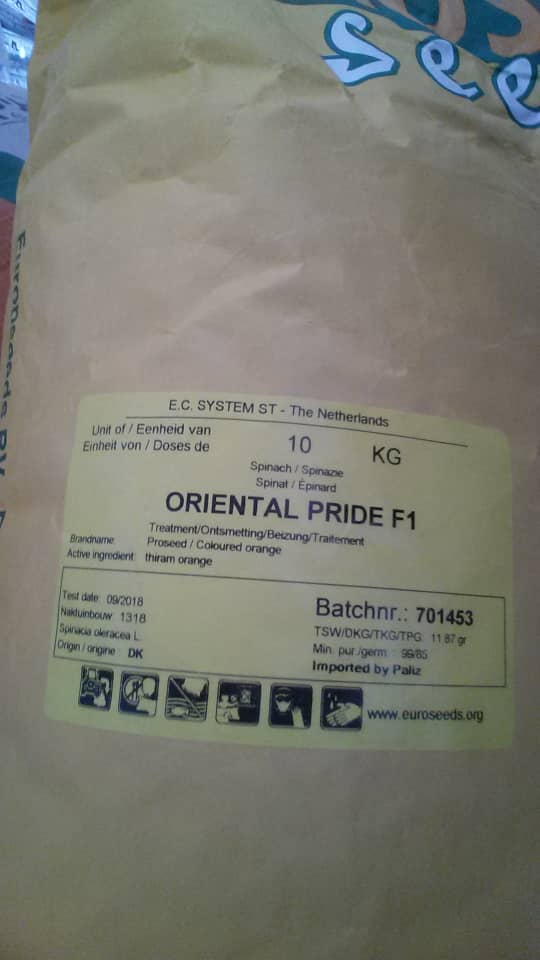 See
Euroseeds BV
E.C. SYSTEM ST - The Netherlands
Unit of / Eenheid van
Einheit von / Doses de
10 KG
Spinach / Spinazie
Spinat / Épinard
ORIENTAL PRIDE F1
Treatment/Ontsmetting/Beizung/Traitement
Brandname: Proseed / Coloured orange
Active ingredient: thiram orange
Test date: 09/2018
Naktuinbouw 1318
Spinacia oleracea L.
Origin / origine DK
Batchnr.: 701453
TSW/DKG/TKG/TPG 11.87 gr
Min. pur./germ. : 99/85
Imported by Paliz
www.euroseeds.org